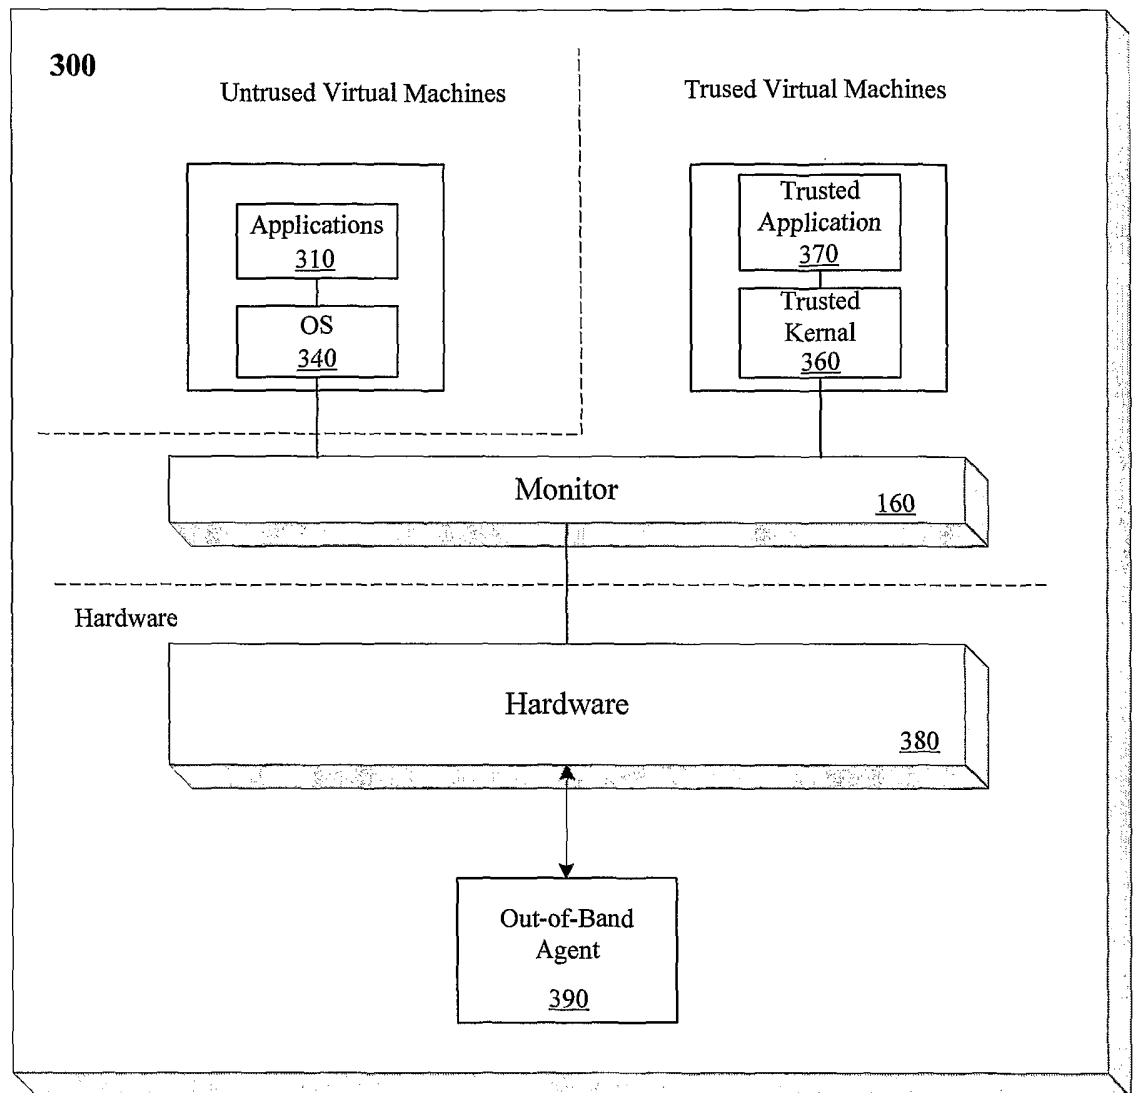 300
Untrused Virtual Machines
Trused Virtual Machines
Applications
310
OS
340
Trusted
Application
370
Trusted
Kernal
360
Monitor
160
Hardware
Hardware
380
Out-of-Band
Agent
390